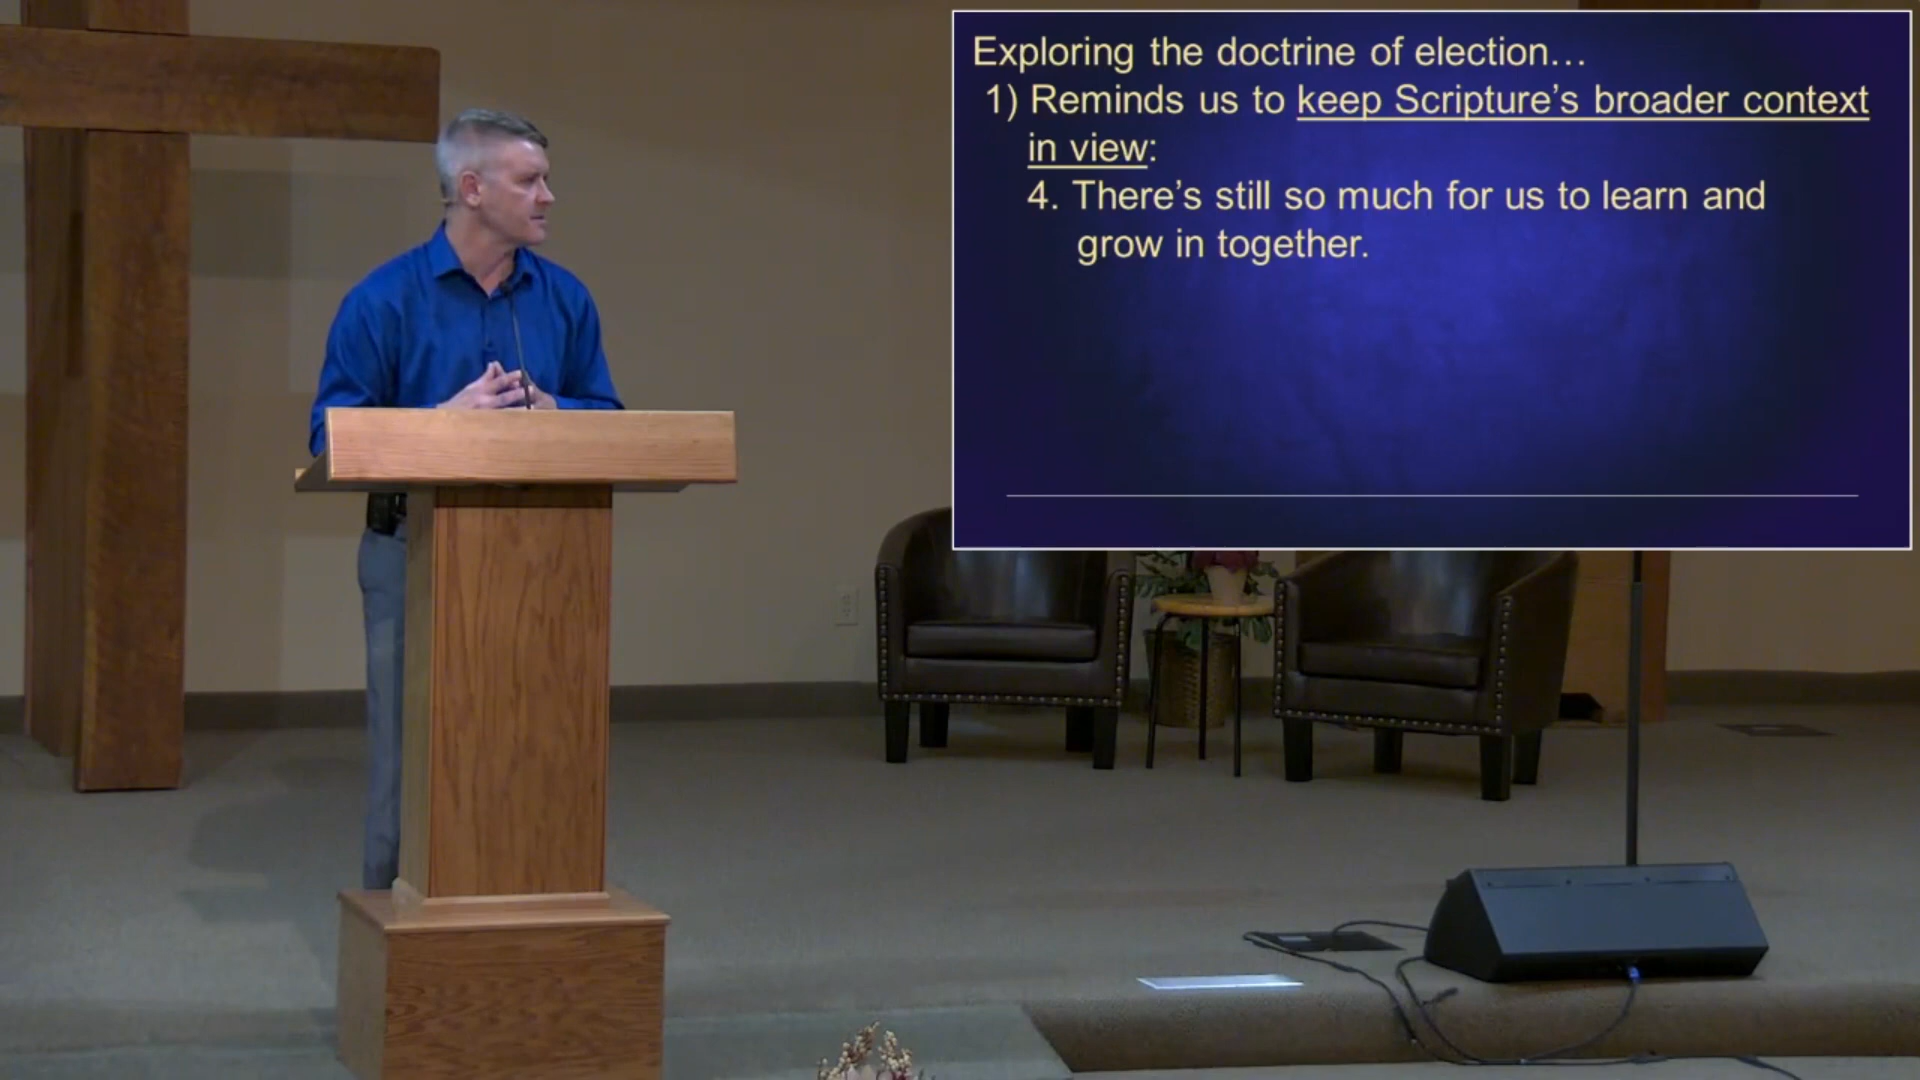 Exploring the doctrine of election…
1) Reminds us to keep Scripture’s broader context
in view:
4. There’s still so much for us to learn and
grow in together.